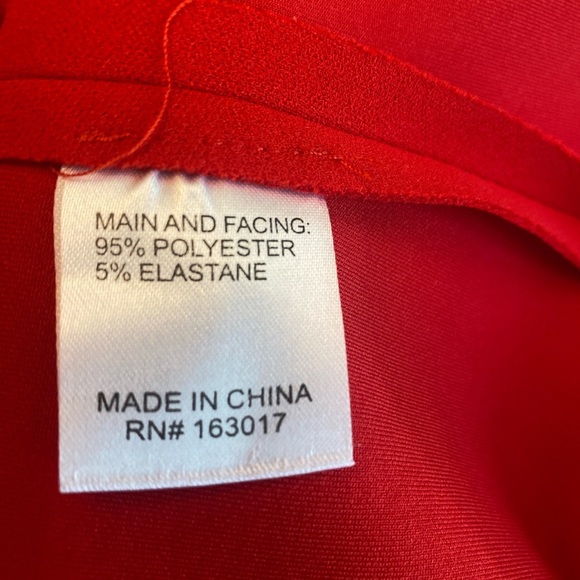 MAIN AND FACING:
95% POLYESTER
5% ELASTANE
MADE IN CHINA
RN# 163017